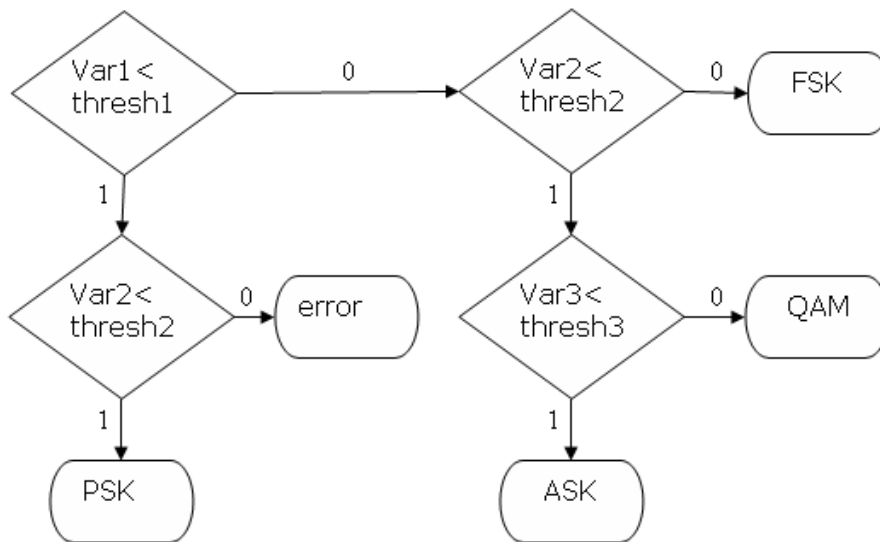 Var1<
thresh1
0
Var2<
thresh2
0
FSK
1
1
Var2<
thresh2
0
error
Var3<
thresh3
0
QAM
1
1
PSK
ASK